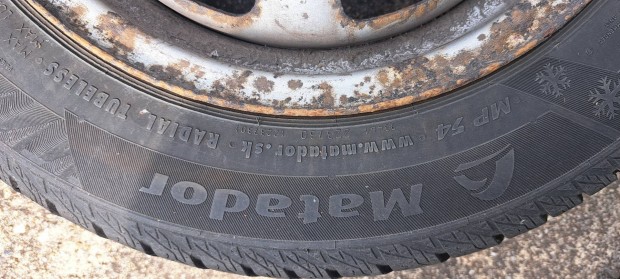 Matador
MP 54 · www.matador.sk · RADIAL TUBELESS ·